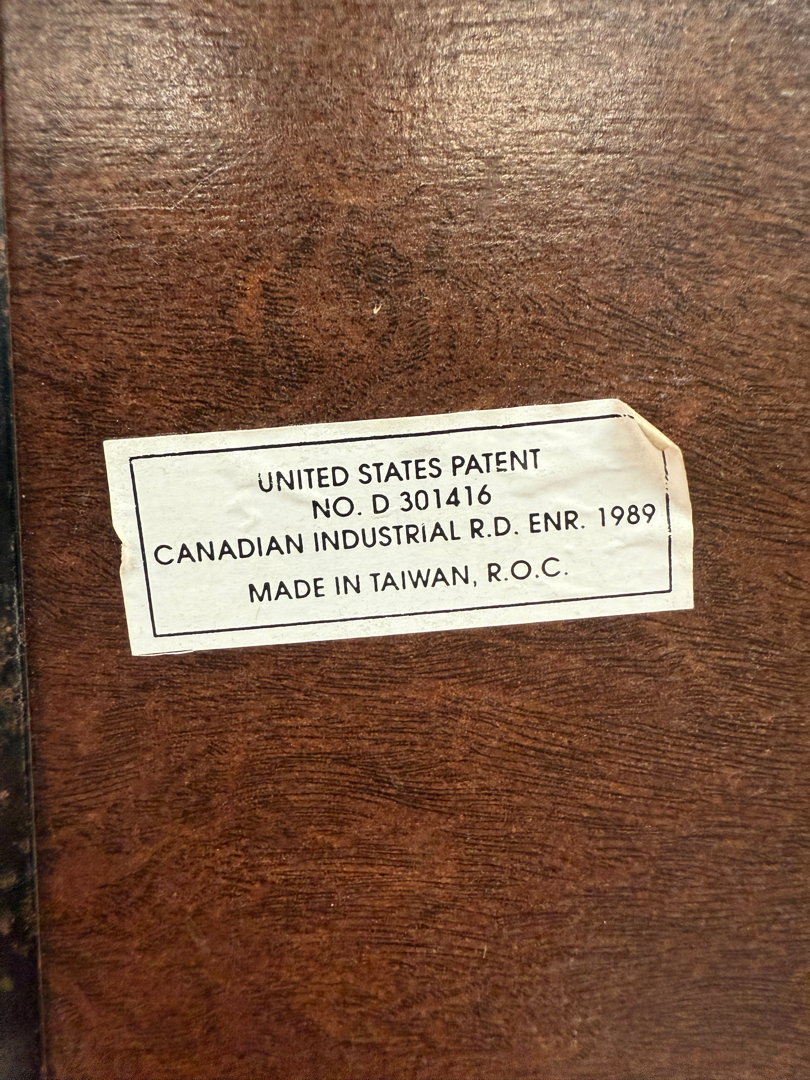 UNITED STATES PATENT
NO. D 301416
CANADIAN INDUSTRIAL R.D. ENR. 1989
MADE IN TAIWAN, R.O.C.